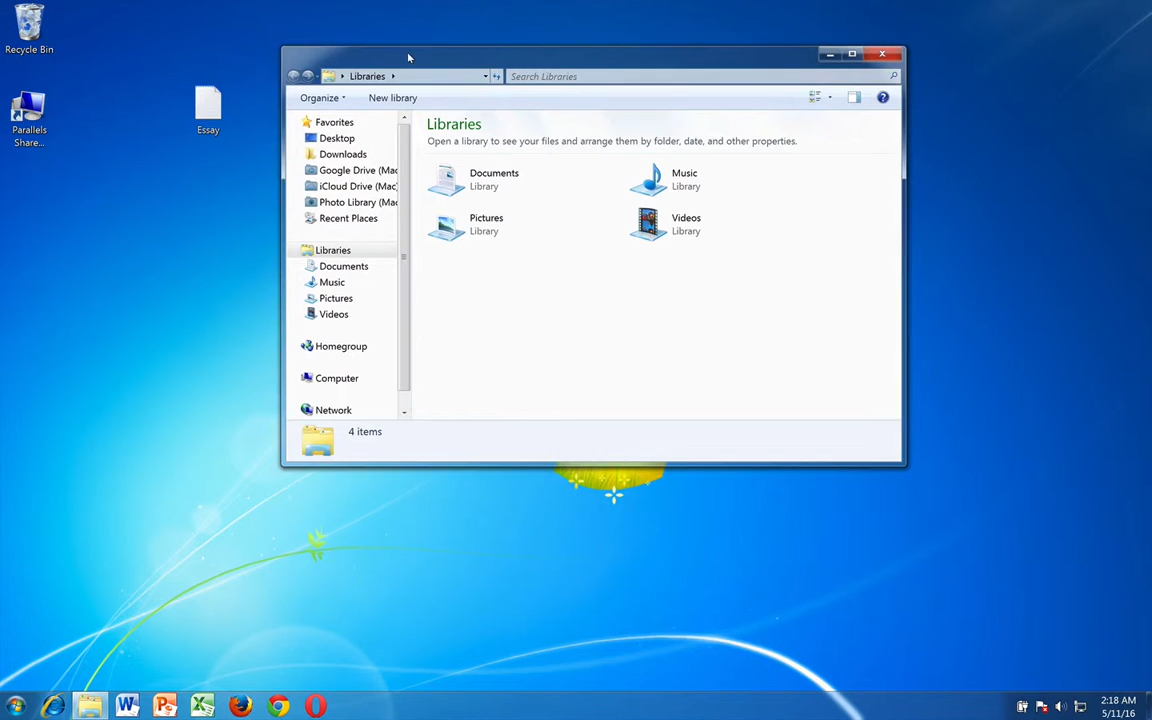 Recycle Bin
Parallels
Share...
Essay
Libraries
Search Libraries
Organize
New library
Favorites
Desktop
Downloads
Google Drive (Mac
iCloud Drive (Mac)
Photo Library (Mac
Recent Places
Libraries
Documents
Music
Pictures
Videos
Homegroup
Computer
Network
Libraries
Open a library to see your files and arrange them by folder, date, and other properties.
Documents
Library
Music
Library
Pictures
Library
Videos
Library
4 items
2:18 AM
5/11/16